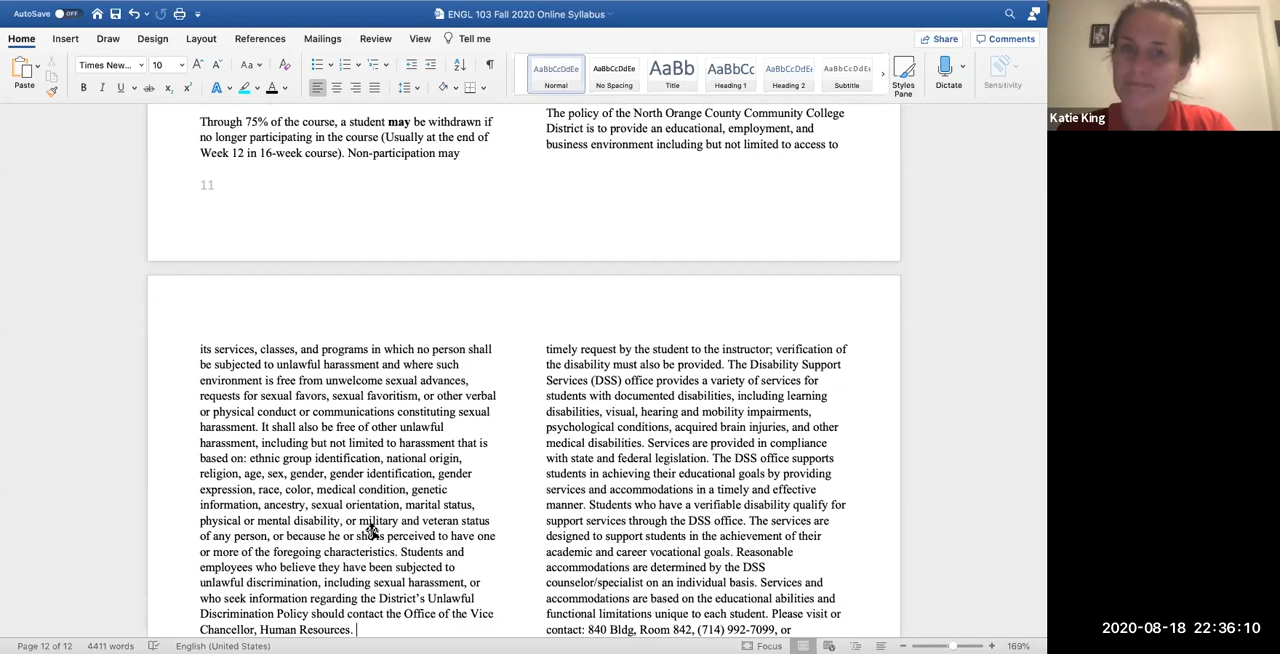 AutoSave OFF
ENGL 103 Fall 2020 Online Syllabus
Home Insert Draw Design Layout References Mailings Review View Tell me
Share Comments
Paste
Times New... 10
AaBbCcDdEe Normal
AaBbCcDdEe No Spacing
AaBb Title
AaBbCc Heading 1
AaBbCcDdEe Heading 2
AaBbCcDdEe Subtitle
Styles Pane
Dictate
Sensitivity
Through 75% of the course, a student may be withdrawn if
no longer participating in the course (Usually at the end of
Week 12 in 16-week course). Non-participation may
11
The policy of the North Orange County Community College
District is to provide an educational, employment, and
business environment including but not limited to access to
its services, classes, and programs in which no person shall
be subjected to unlawful harassment and where such
environment is free from unwelcome sexual advances,
requests for sexual favors, sexual favoritism, or other verbal
or physical conduct or communications constituting sexual
harassment. It shall also be free of other unlawful
harassment, including but not limited to harassment that is
based on: ethnic group identification, national origin,
religion, age, sex, gender, gender identification, gender
expression, race, color, medical condition, genetic
information, ancestry, sexual orientation, marital status,
physical or mental disability, or military and veteran status
of any person, or because he or she is perceived to have one
or more of the foregoing characteristics. Students and
employees who believe they have been subjected to
unlawful discrimination, including sexual harassment, or
who seek information regarding the District's Unlawful
Discrimination Policy should contact the Office of the Vice
Chancellor, Human Resources.
timely request by the student to the instructor; verification of
the disability must also be provided. The Disability Support
Services (DSS) office provides a variety of services for
students with documented disabilities, including learning
disabilities, visual, hearing and mobility impairments,
psychological conditions, acquired brain injuries, and other
medical disabilities. Services are provided in compliance
with state and federal legislation. The DSS office supports
students in achieving their educational goals by providing
services and accommodations in a timely and effective
manner. Students who have a verifiable disability qualify for
support services through the DSS office. The services are
designed to support students in the achievement of their
academic and career vocational goals. Reasonable
accommodations are determined by the DSS
counselor/specialist on an individual basis. Services and
accommodations are based on the educational abilities and
functional limitations unique to each student. Please visit or
contact: 840 Bldg, Room 842, (714) 992-7099, or
Page 12 of 12 4411 words English (United States) Focus 169%
Katie King
2020-08-18 22:36:10